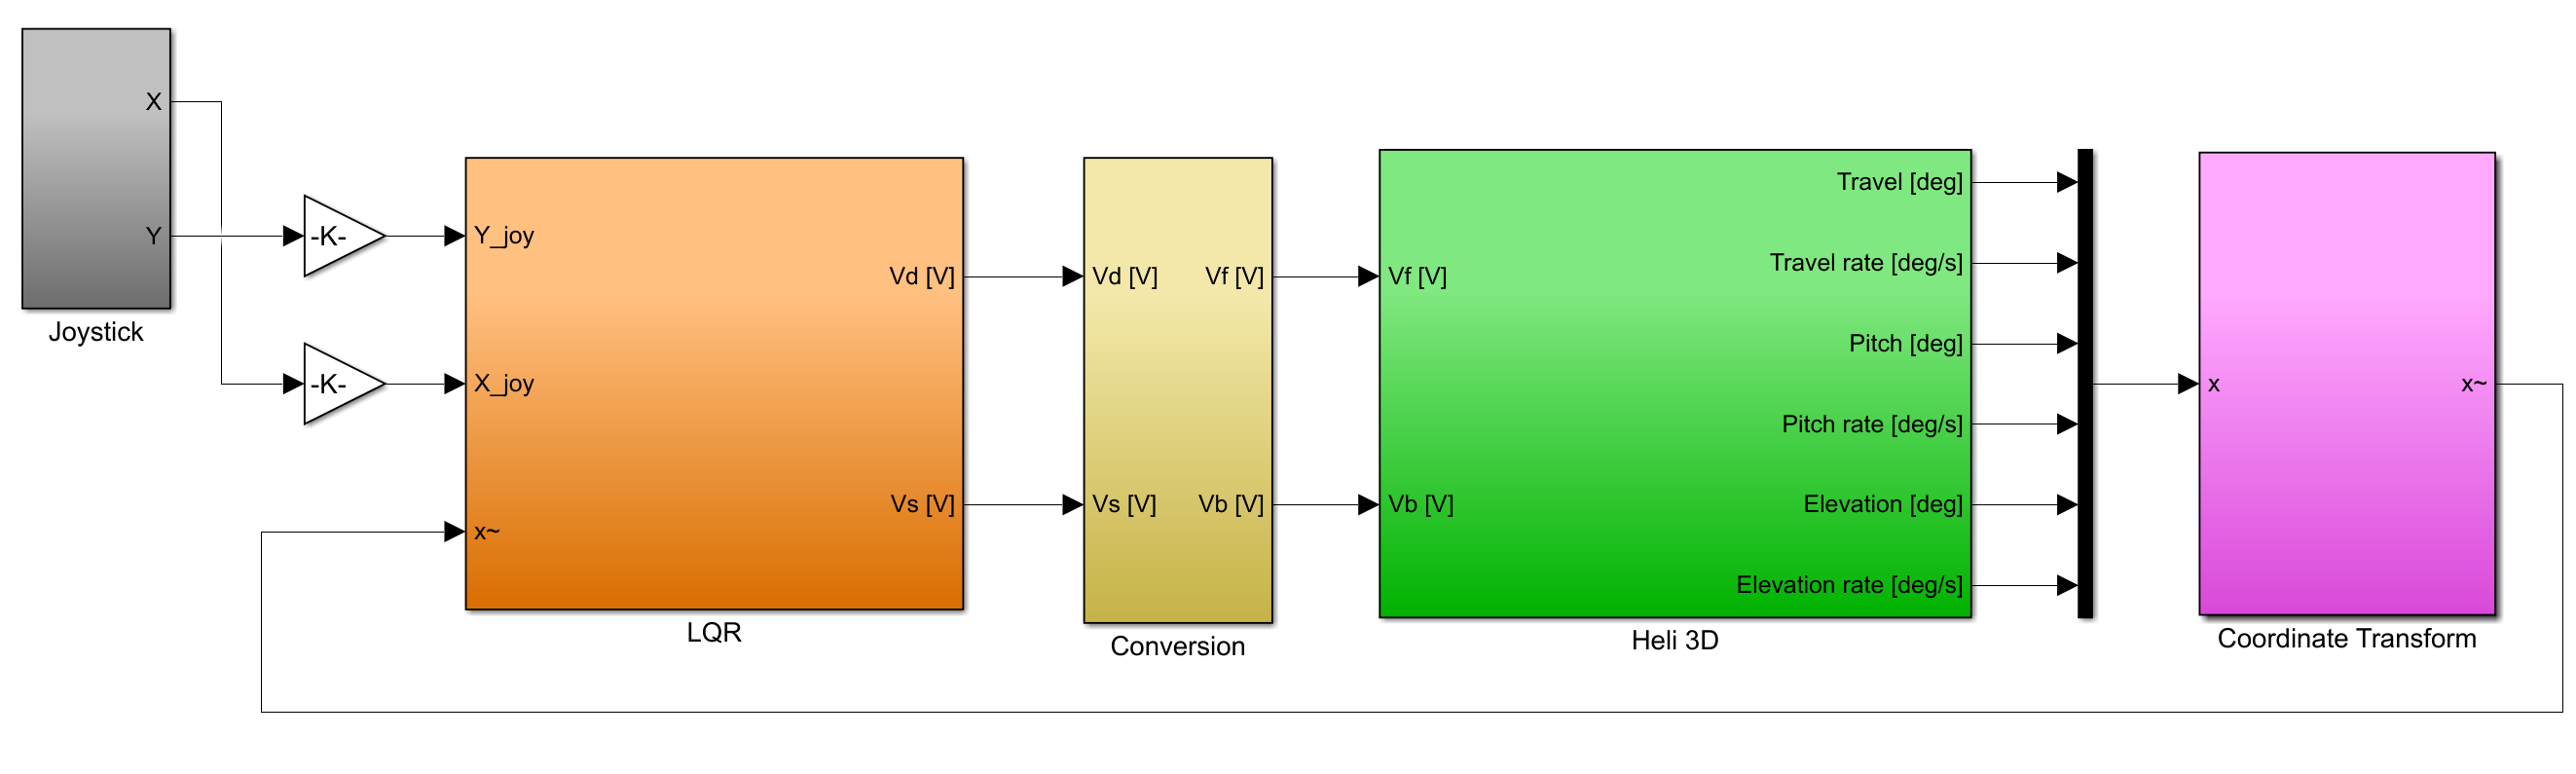 X
Y
Joystick
-K-
-K-
Y_joy
X_joy
x~
Vd [V]
Vs [V]
LQR
Vd [V]
Vs [V]
Vf [V]
Vb [V]
Conversion
Vf [V]
Vb [V]
Travel [deg]
Travel rate [deg/s]
Pitch [deg]
Pitch rate [deg/s]
Elevation [deg]
Elevation rate [deg/s]
Heli 3D
x
x~
Coordinate Transform